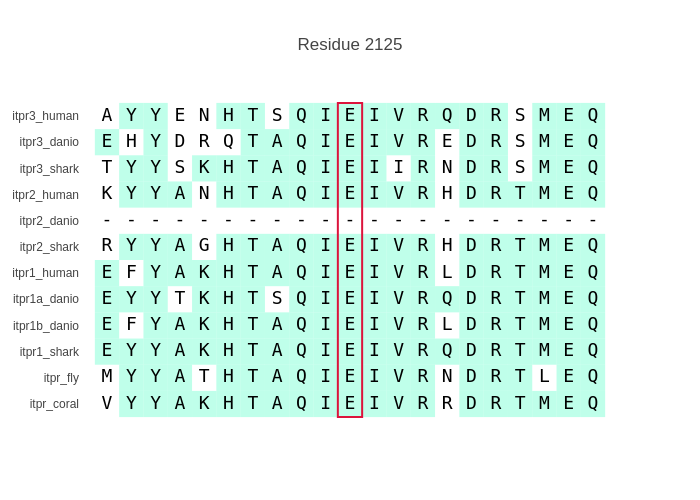 Residue 2125
itpr3_human A Y Y E N H T S Q I E I V R Q D R S M E Q
itpr3_danio E H Y D R Q T A Q I E I V R E D R S M E Q
itpr3_shark T Y Y S K H T A Q I E I I R N D R S M E Q
itpr2_human K Y Y A N H T A Q I E I V R H D R T M E Q
itpr2_danio - - - - - - - - - - - - - - - - - - - - -
itpr2_shark R Y Y A G H T A Q I E I V R H D R T M E Q
itpr1_human E F Y A K H T A Q I E I V R L D R T M E Q
itpr1a_danio E Y Y T K H T S Q I E I V R Q D R T M E Q
itpr1b_danio E F Y A K H T A Q I E I V R L D R T M E Q
itpr1_shark E Y Y A K H T A Q I E I V R Q D R T M E Q
itpr_fly M Y Y A T H T A Q I E I V R N D R T L E Q
itpr_coral V Y Y A K H T A Q I E I V R R D R T M E Q